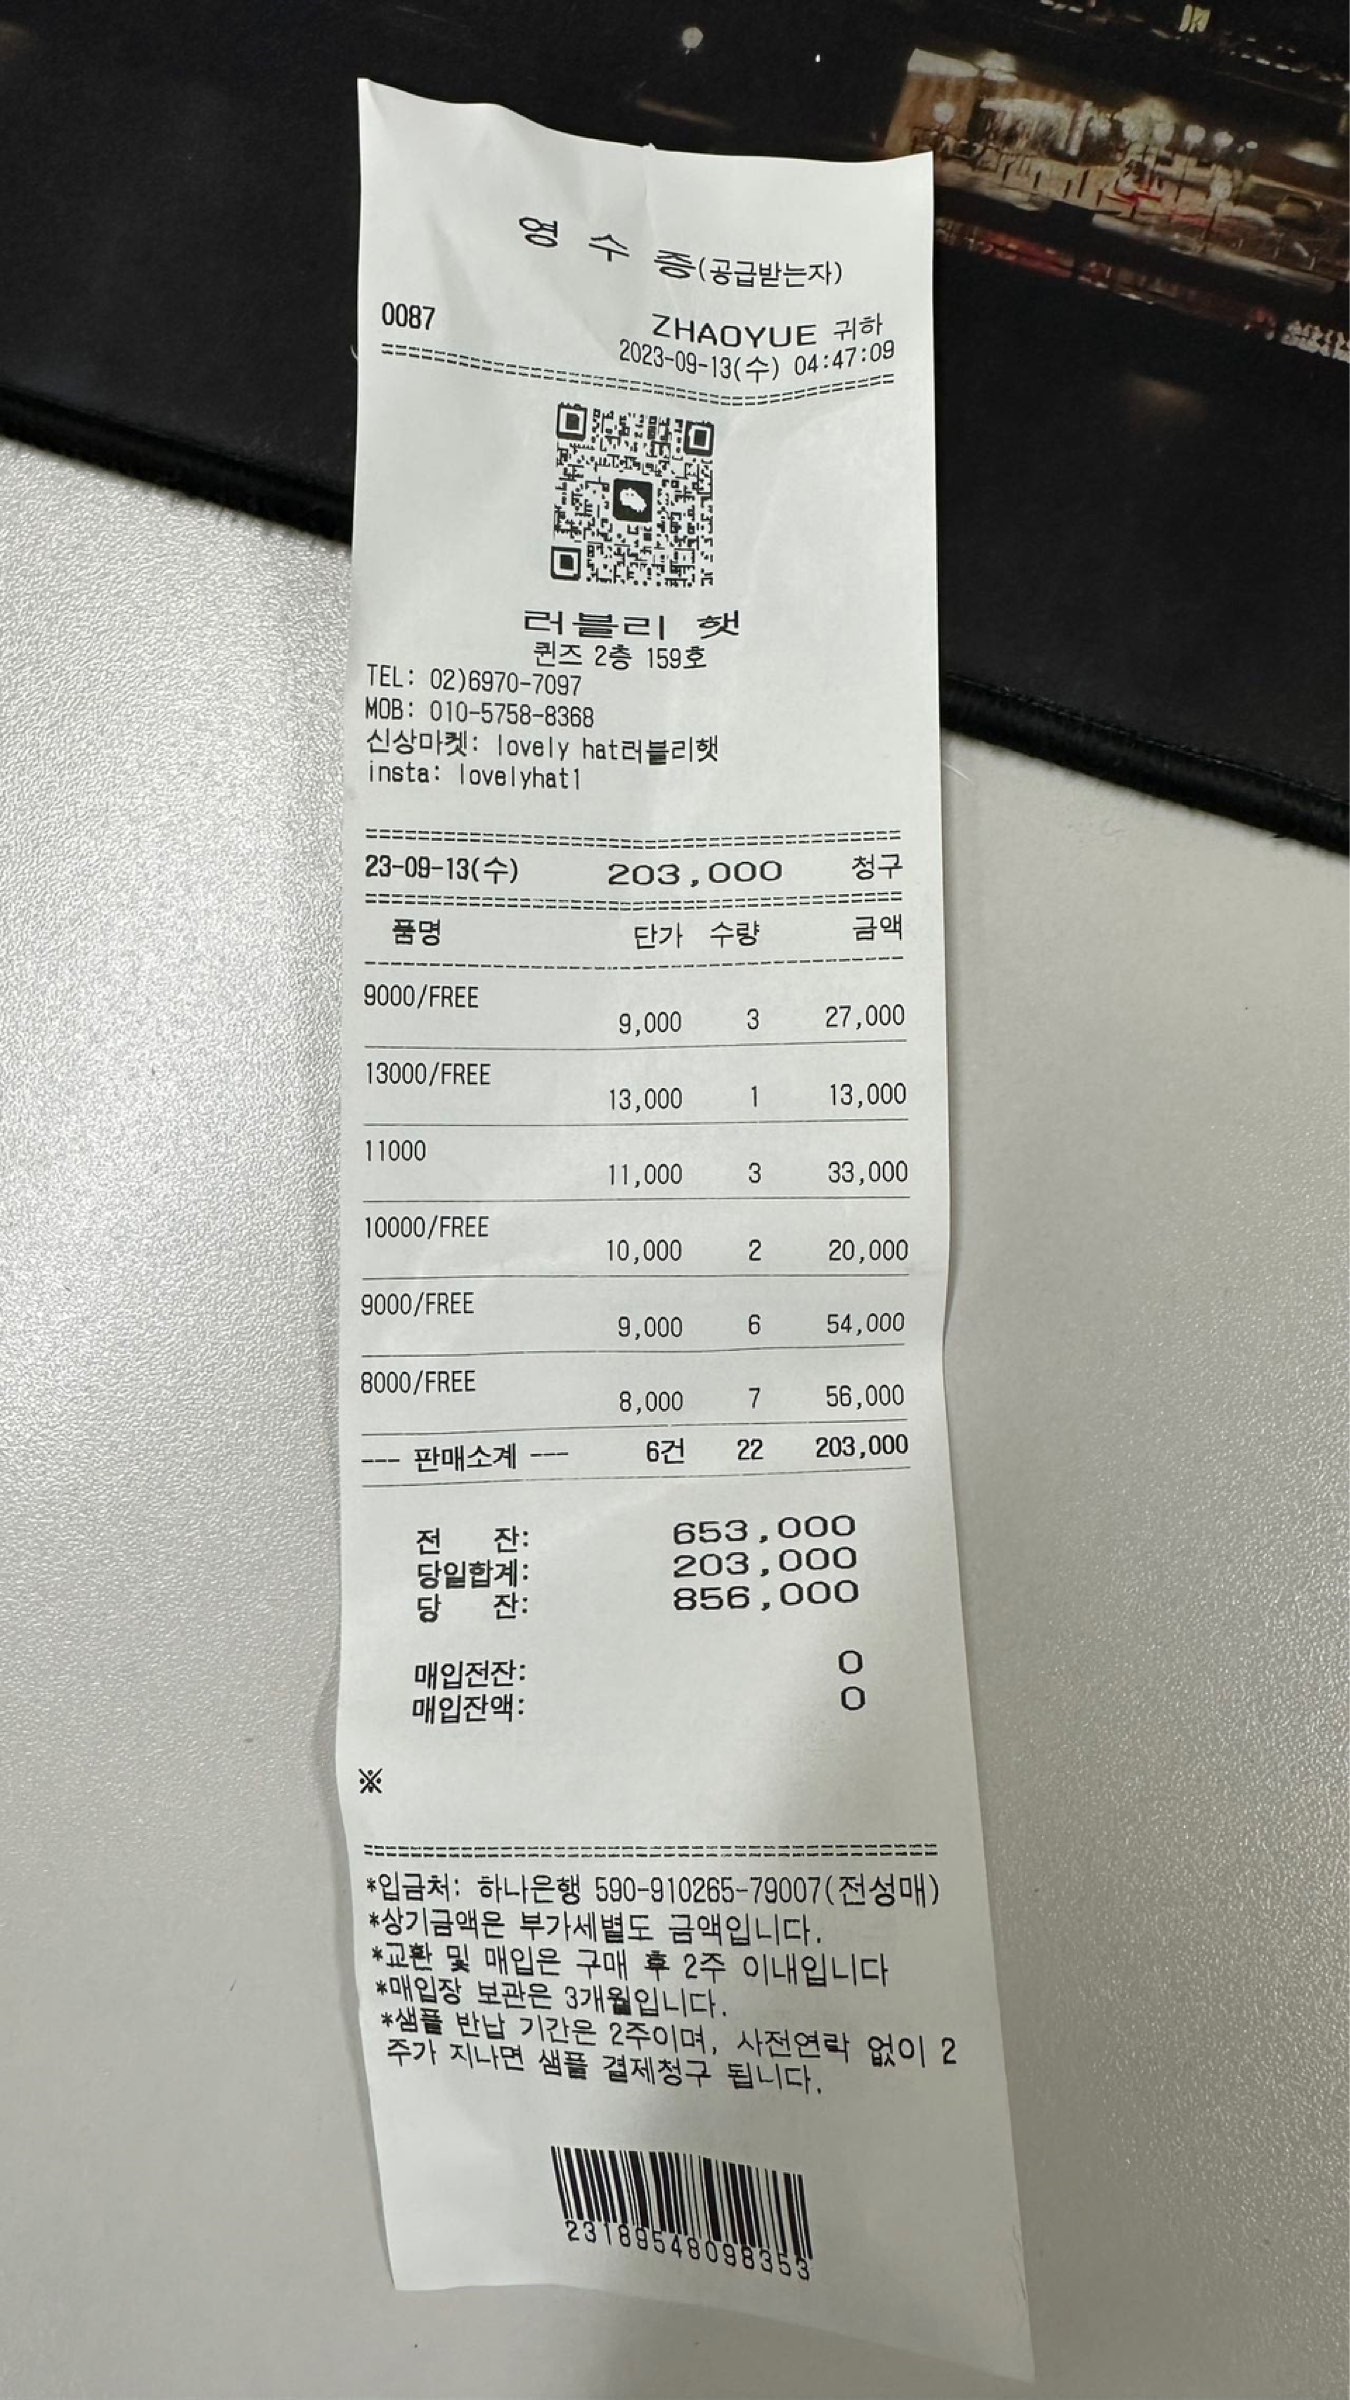 영 수 증(공급받는자)
0087 ZHAOYUE 귀하
2023-09-13(수) 04:47:09
러블리 햇
퀸즈 2층 159호
TEL: 02)6970-7097
MOB: 010-5758-8368
신상마켓: lovely hat러블리햇
insta: lovelyhat1
23-09-13(수) 203,000 청구
품명 단가 수량 금액
9000/FREE
9,000 3 27,000
13000/FREE
13,000 1 13,000
11000
11,000 3 33,000
10000/FREE
10,000 2 20,000
9000/FREE
9,000 6 54,000
8000/FREE
8,000 7 56,000
--- 판매소계 --- 6건 22 203,000
전 잔: 653,000
당일합계: 203,000
당 잔: 856,000
매입전잔: 0
매입잔액: 0
※
*입금처: 하나은행 590-910265-79007(전성매)
*상기금액은 부가세별도 금액입니다.
*교환 및 매입은 구매 후 2주 이내입니다
*매입장 보관은 3개월입니다.
*샘플 반납 기간은 2주이며, 사전연락 없이 2
주가 지나면 샘플 결제청구 됩니다.
23189548098353